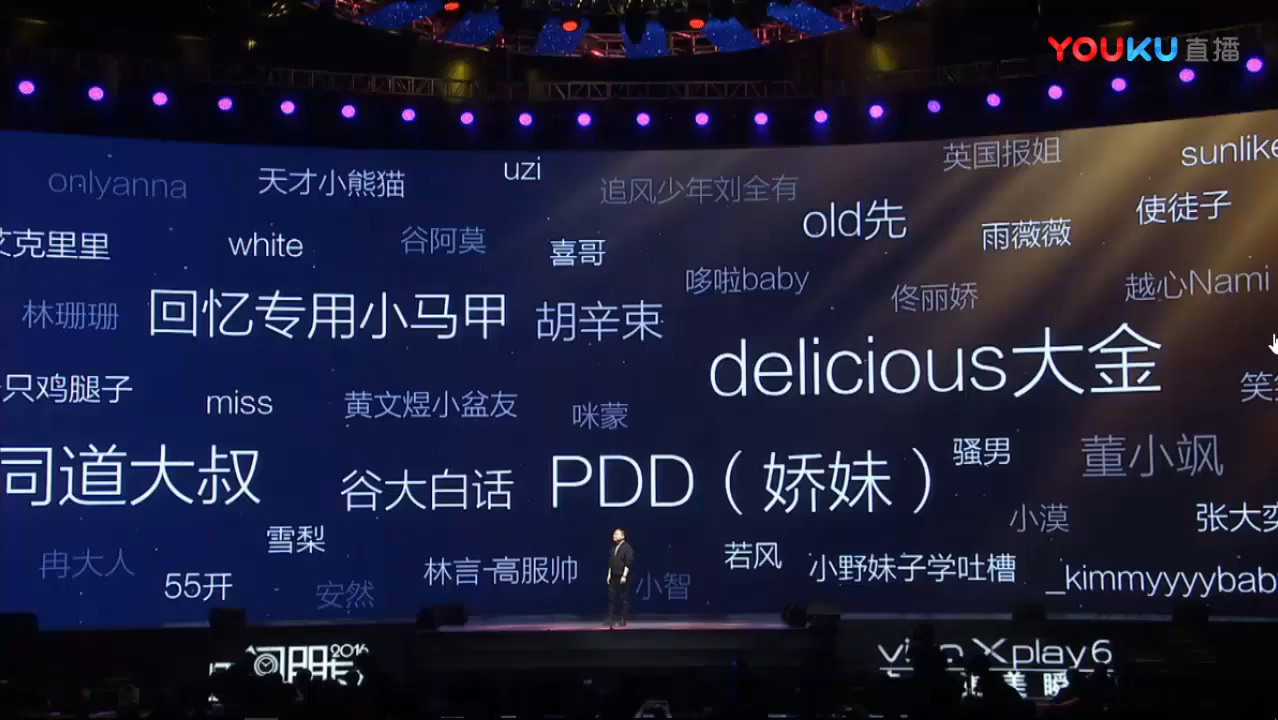 YOUKU 直播
onlyanna
天才小熊猫
uzi
追风少年刘全有
英国报姐
sunlike
艾克里里
white
谷阿莫
喜哥
old先
雨薇薇
使徒子
林珊珊
回忆专用小马甲
胡辛束
哆啦baby
佟丽娇
越心Nami
只鸡腿子
miss
黄文煜小盆友
咪蒙
delicious大金
笑
同道大叔
谷大白话
PDD（娇妹）
骚男
董小飒
冉大人
雪梨
55开
安然
林言-高服帅
小智
若风
小野妹子学吐槽
小漠
张大奕
_kimmyyyybab
2016
vivo Xplay6